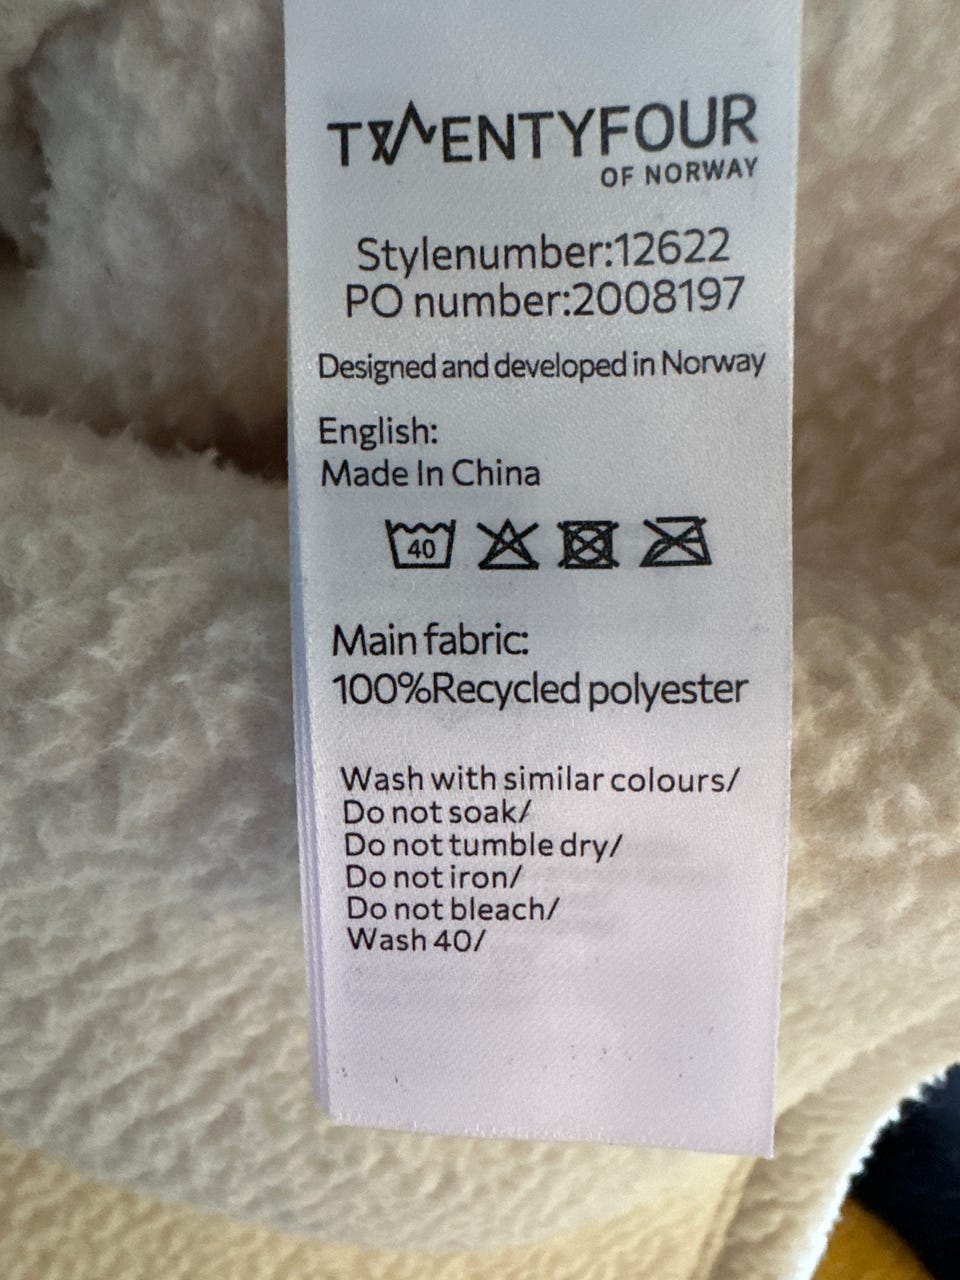 TWENTYFOUR
OF NORWAY
Stylenumber:12622
PO number:2008197
Designed and developed in Norway
English:
Made In China
40
Main fabric:
100%Recycled polyester
Wash with similar colours/
Do not soak/
Do not tumble dry/
Do not iron/
Do not bleach/
Wash 40/